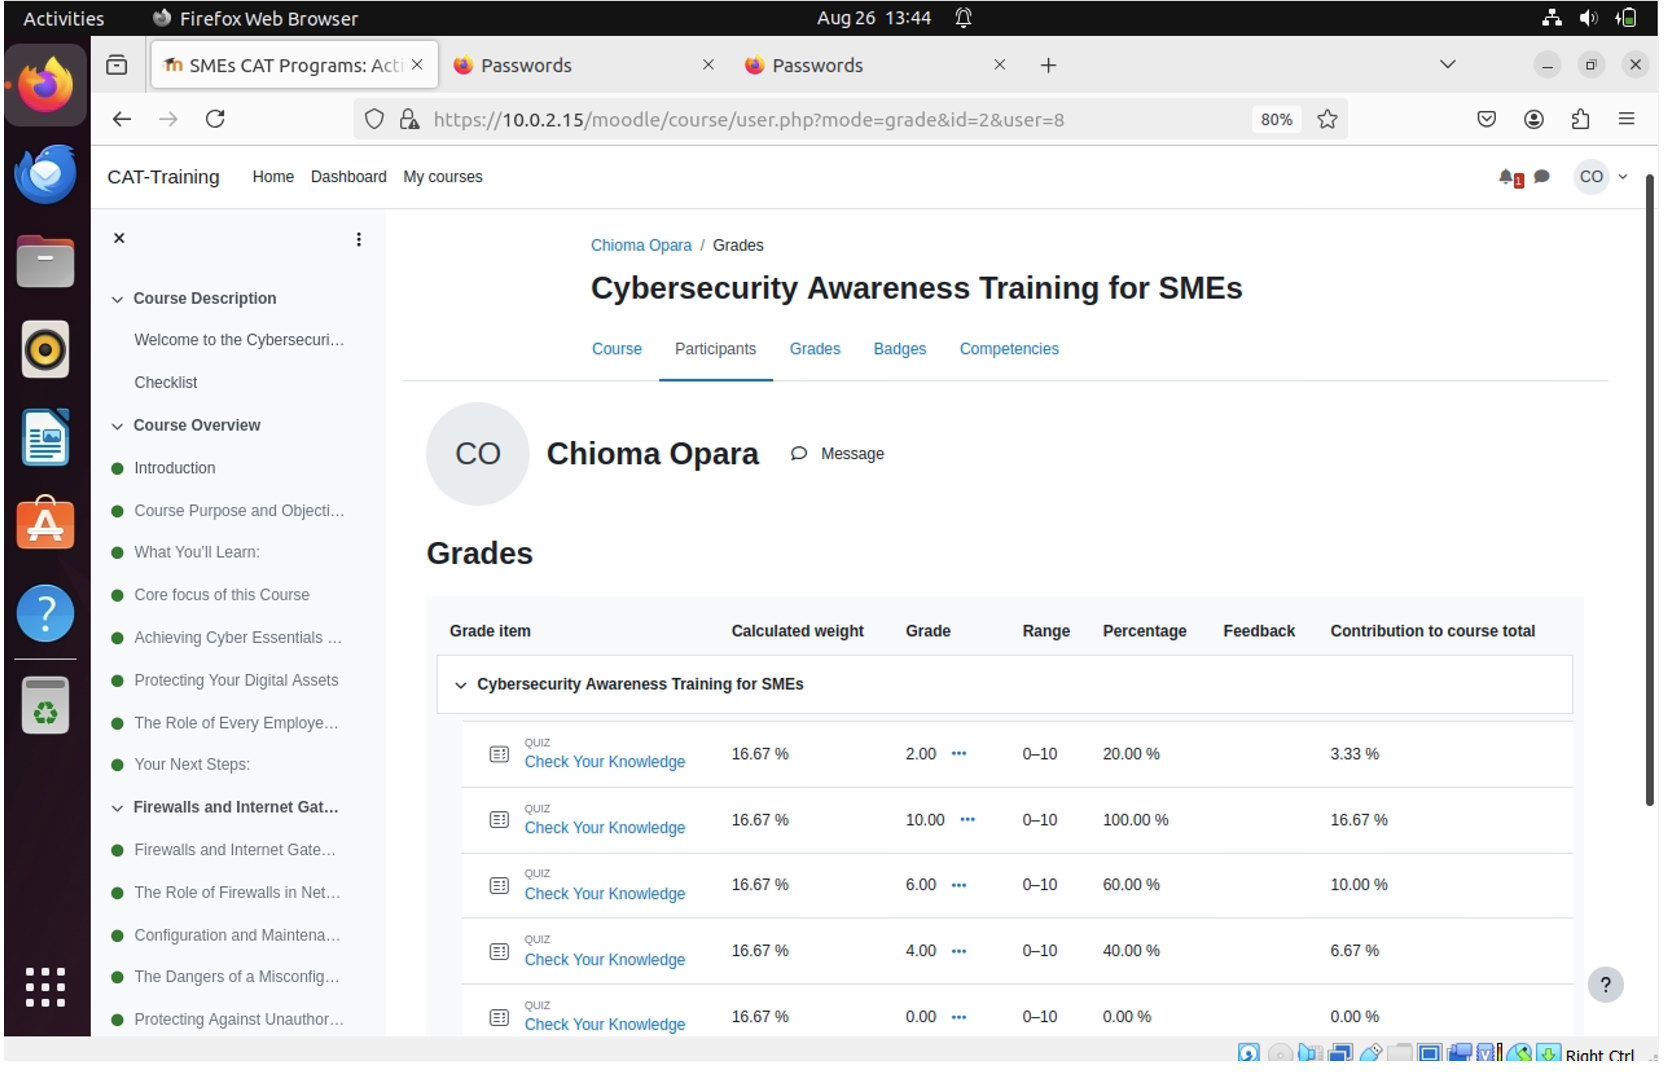 Activities Firefox Web Browser Aug 26 13:44
SMEs CAT Programs: Acti Passwords Passwords
https://10.0.2.15/moodle/course/user.php?mode=grade&id=2&user=8 80%
CAT-Training Home Dashboard My courses 1 CO
Chioma Opara / Grades
Cybersecurity Awareness Training for SMEs
Course Participants Grades Badges Competencies
Course Description
Welcome to the Cybersecuri...
Checklist
Course Overview
Introduction
Course Purpose and Objecti...
What You'll Learn:
Core focus of this Course
Achieving Cyber Essentials ...
Protecting Your Digital Assets
The Role of Every Employe...
Your Next Steps:
Firewalls and Internet Gat...
Firewalls and Internet Gate...
The Role of Firewalls in Net...
Configuration and Maintena...
The Dangers of a Misconfig...
Protecting Against Unauthor...
CO Chioma Opara Message
Grades
Grade item Calculated weight Grade Range Percentage Feedback Contribution to course total
Cybersecurity Awareness Training for SMEs
QUIZ
Check Your Knowledge 16.67 % 2.00 0–10 20.00 % 3.33 %
QUIZ
Check Your Knowledge 16.67 % 10.00 0–10 100.00 % 16.67 %
QUIZ
Check Your Knowledge 16.67 % 6.00 0–10 60.00 % 10.00 %
QUIZ
Check Your Knowledge 16.67 % 4.00 0–10 40.00 % 6.67 %
QUIZ
Check Your Knowledge 16.67 % 0.00 0–10 0.00 % 0.00 %
?
Right Ctrl